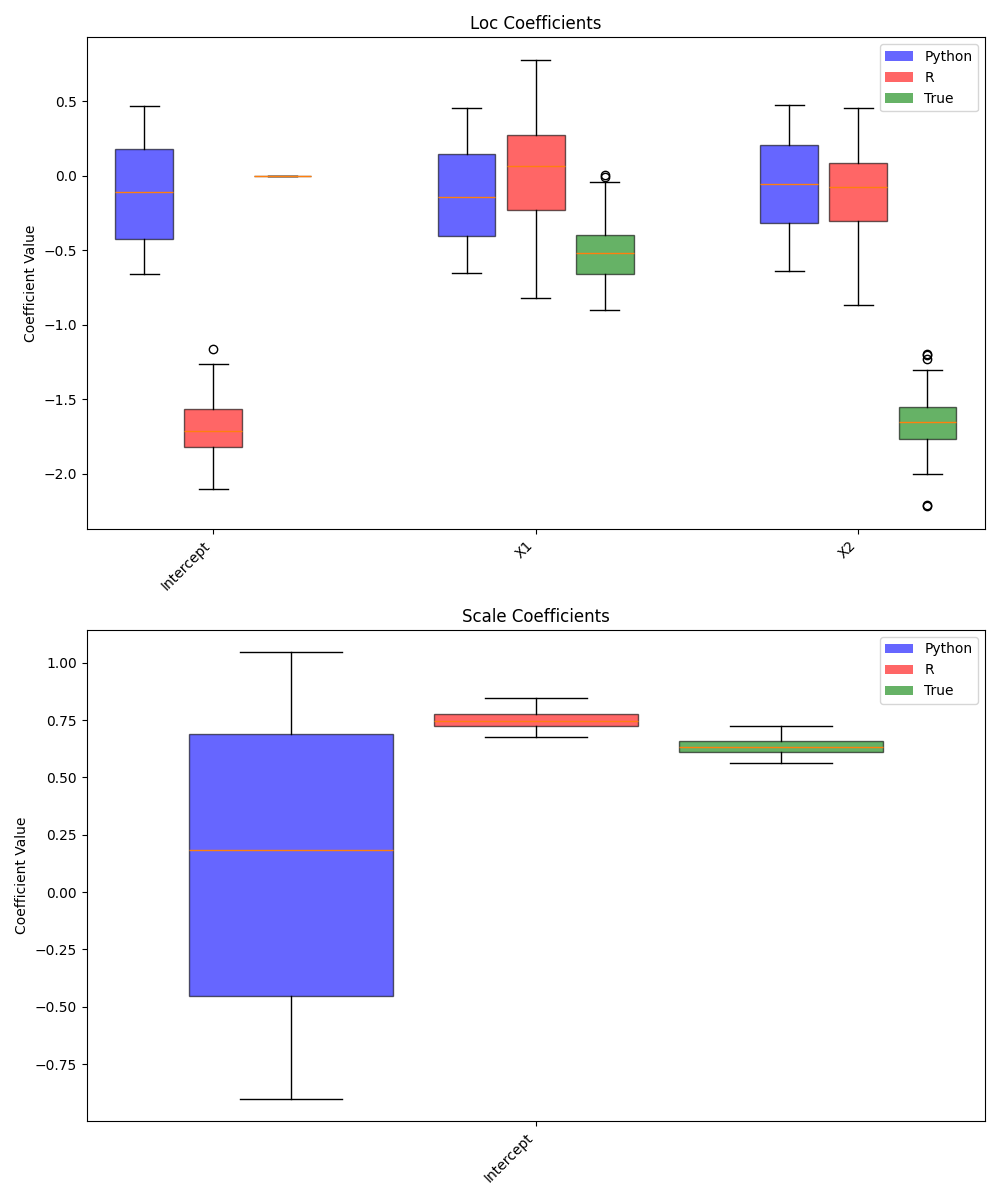 Loc Coefficients
Python
R
True
0.5
0.0
−0.5
−1.0
−1.5
−2.0
Coefficient Value
Intercept
X1
X2
Scale Coefficients
Python
R
True
1.00
0.75
0.50
0.25
0.00
−0.25
−0.50
−0.75
Coefficient Value
Intercept